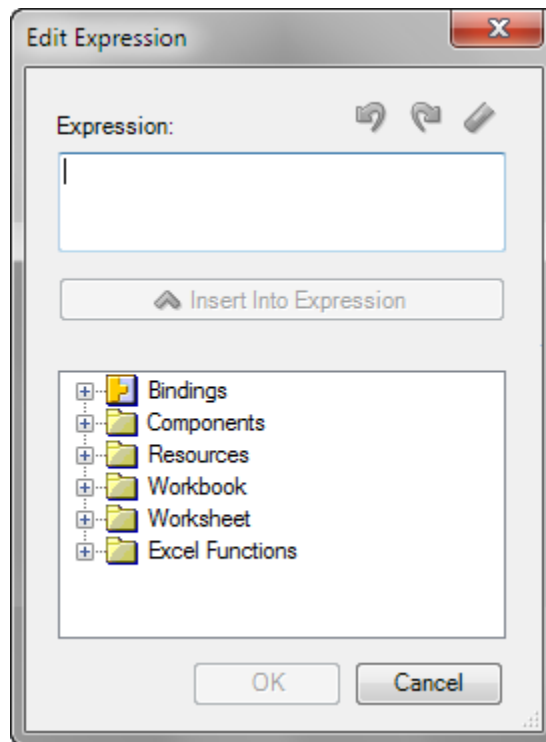 Edit Expression
Expression:
Insert Into Expression
Bindings
Components
Resources
Workbook
Worksheet
Excel Functions
OK Cancel